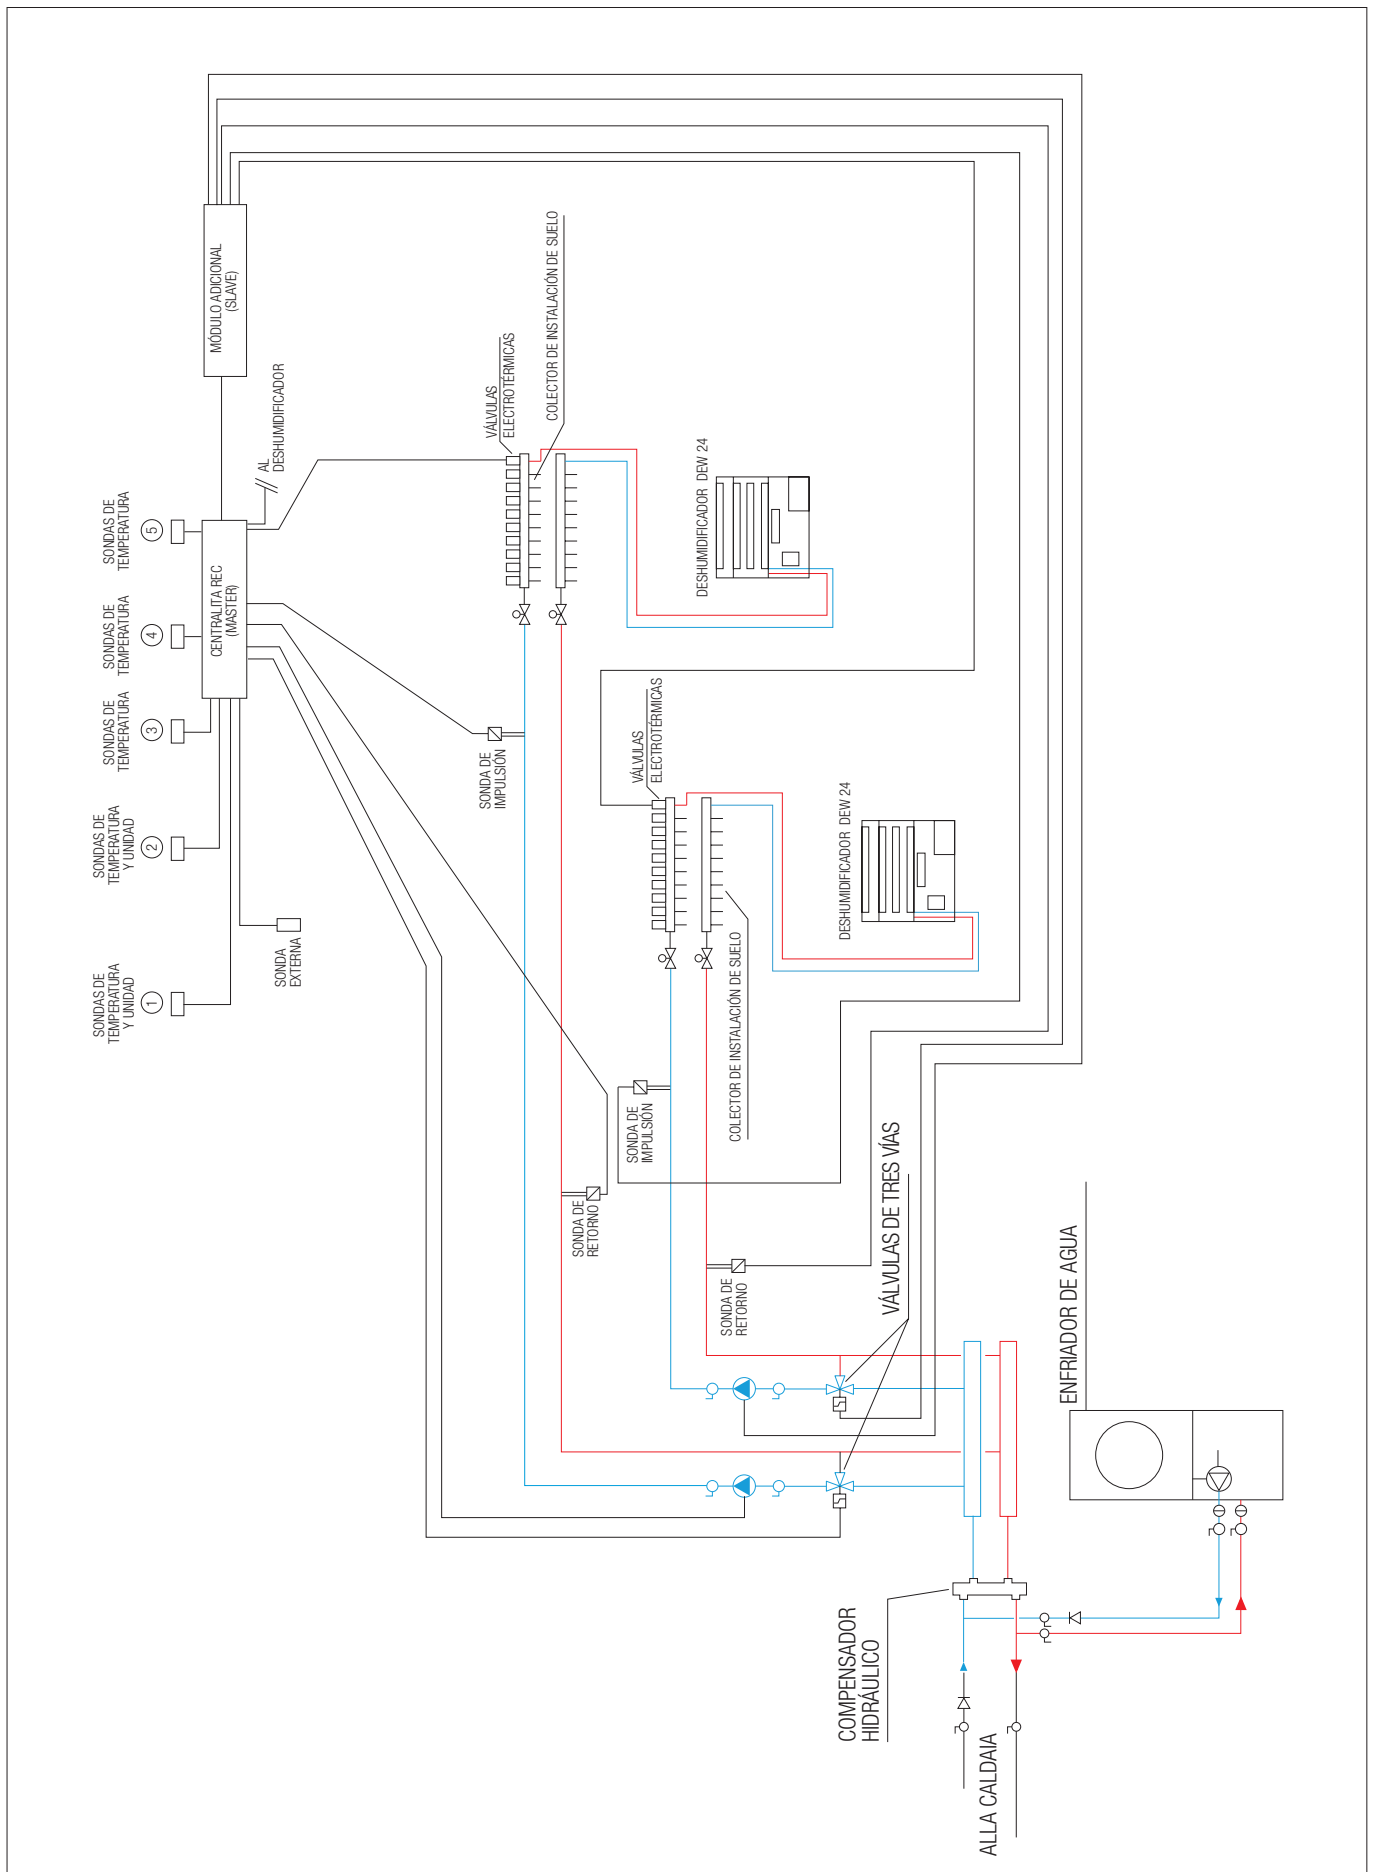 SONDAS DE
TEMPERATURA
Y UNIDAD
1
SONDA
EXTERNA
SONDAS DE
TEMPERATURA
Y UNIDAD
2
SONDAS DE
TEMPERATURA
3
SONDAS DE
TEMPERATURA
4
SONDAS DE
TEMPERATURA
5
CENTRALITA REC
(MASTER)
AL
DESHUMIDIFICADOR
MÓDULO ADICIONAL
(SLAVE)
VÁLVULAS
ELECTROTÉRMICAS
COLECTOR DE INSTALACIÓN DE SUELO
SONDA DE
IMPULSIÓN
DESHUMIDIFICADOR DEW 24
SONDA DE
RETORNO
VÁLVULAS
ELECTROTÉRMICAS
SONDA DE
IMPULSIÓN
COLECTOR DE INSTALACIÓN DE SUELO
DESHUMIDIFICADOR DEW 24
SONDA DE
RETORNO
VÁLVULAS DE TRES VÍAS
COMPENSADOR
HIDRÁULICO
ALLA CALDAIA
ENFRIADOR DE AGUA